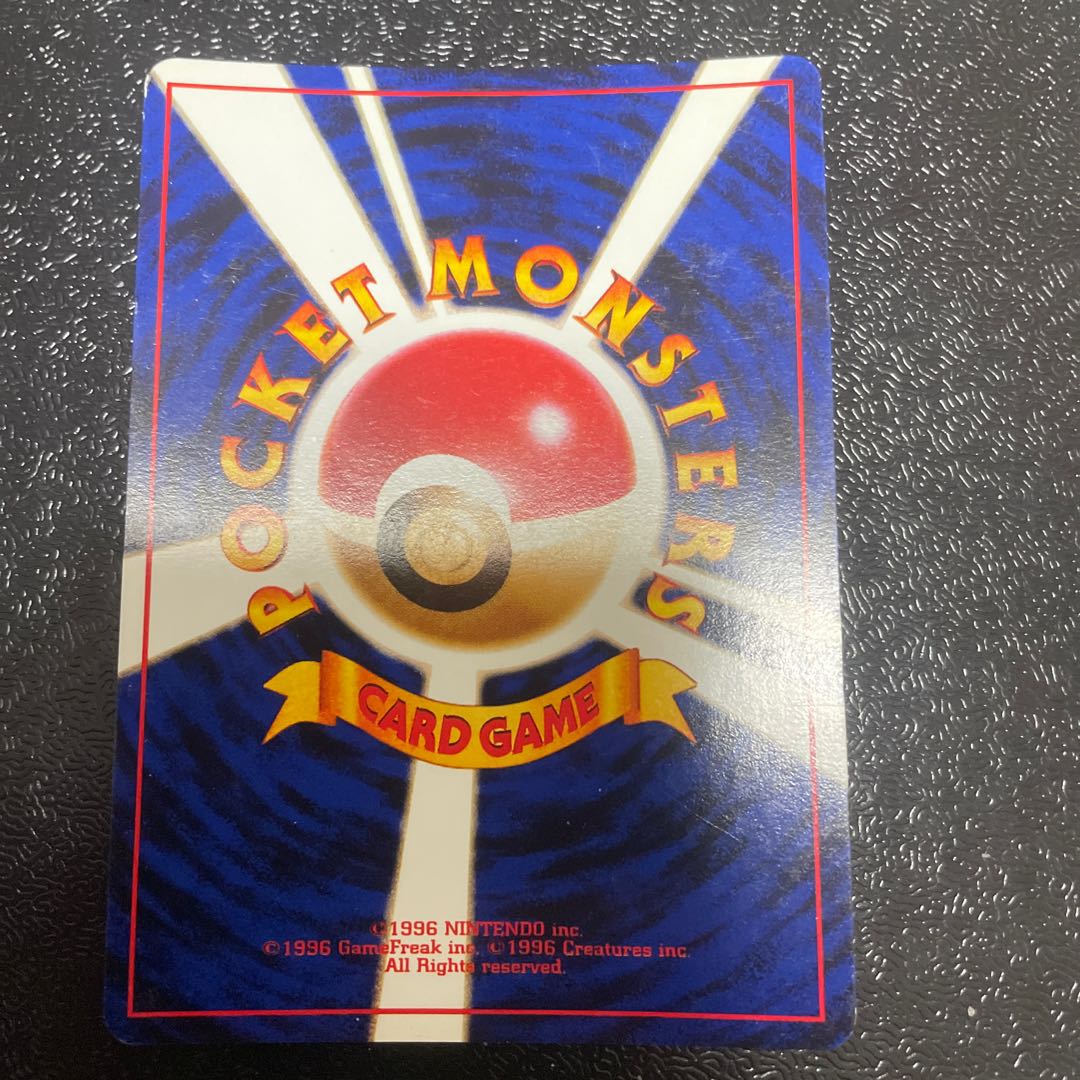 POCKET MONSTERS
CARD GAME
©1996 NINTENDO inc.
©1996 GameFreak inc. ©1996 Creatures inc.
All Rights reserved.